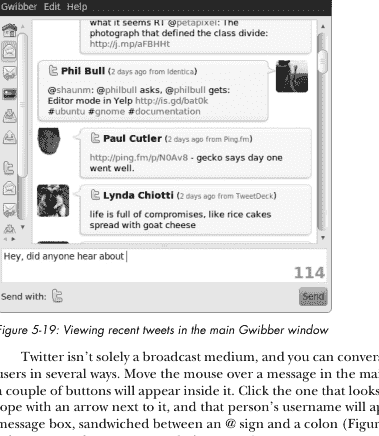 Gwibber Edit Help
what it seems RT @petapixel: The
photograph that defined the class divide:
http://j.mp/aFBHHt
Phil Bull (2 days ago from Identica)
@shaunm: @philbull asks, @philbull gets:
Editor mode in Yelp http://is.gd/bat0k
#ubuntu #gnome #documentation
Paul Cutler (2 days ago from Ping.fm)
http://ping.fm/p/N0Av8 - gecko says day one
went well.
Lynda Chiotti (2 days ago from TweetDeck)
life is full of compromises, like rice cakes
spread with goat cheese
Hey, did anyone hear about
114
Send with:
Send
Figure 5-19: Viewing recent tweets in the main Gwibber window
Twitter isn't solely a broadcast medium, and you can conver
users in several ways. Move the mouse over a message in the mai
a couple of buttons will appear inside it. Click the one that looks
ope with an arrow next to it, and that person's username will ap
message box, sandwiched between an @ sign and a colon (Figur